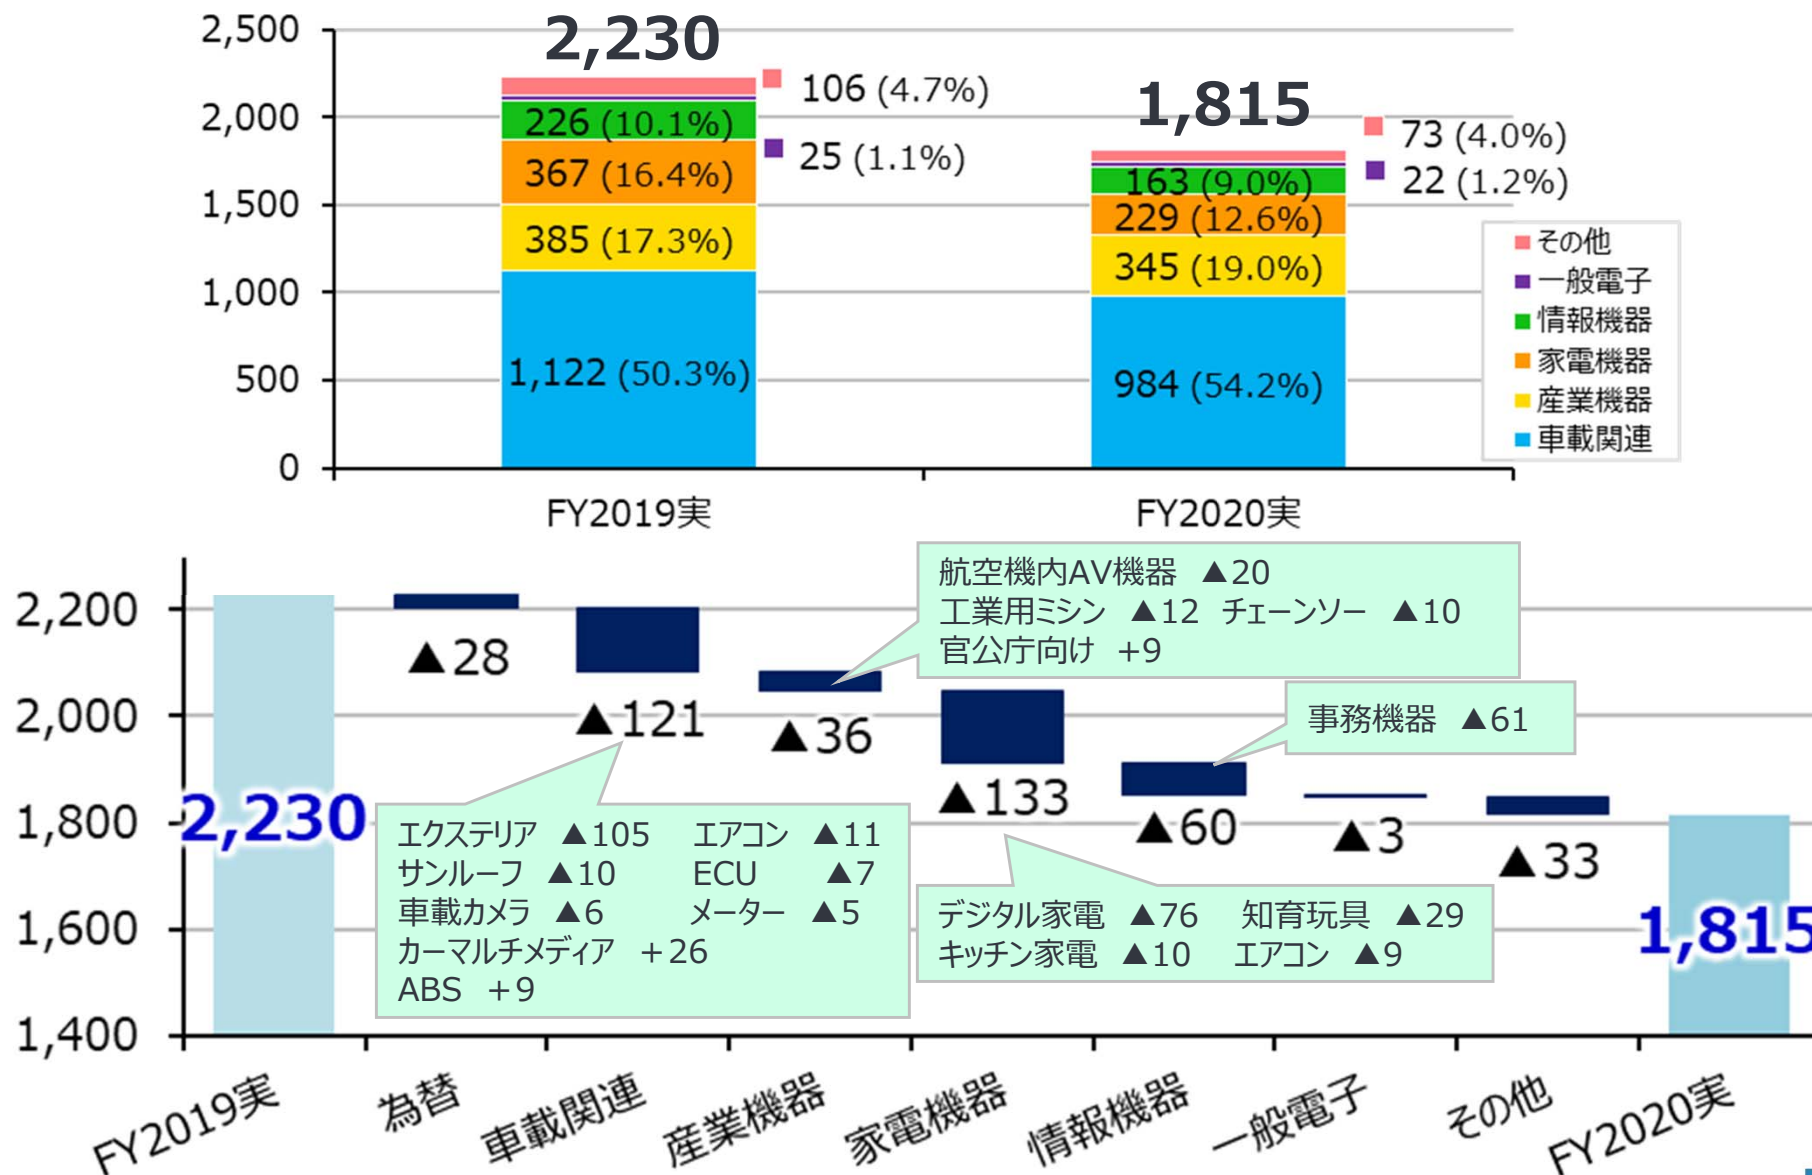 2,500
2,000
1,500
1,000
500
0
2,230
106 (4.7%)
25 (1.1%)
226 (10.1%)
367 (16.4%)
385 (17.3%)
1,122 (50.3%)
FY2019実
1,815
73 (4.0%)
22 (1.2%)
163 (9.0%)
229 (12.6%)
345 (19.0%)
984 (54.2%)
FY2020実
その他
一般電子
情報機器
家電機器
産業機器
車載関連
2,200
2,000
1,800
1,600
1,400
2,230
▲28
▲121
▲36
▲133
▲60
▲3
▲33
1,815
航空機内AV機器 ▲20
工業用ミシン ▲12 チェーンソー ▲10
官公庁向け +9
事務機器 ▲61
エクステリア ▲105 エアコン ▲11
サンルーフ ▲10 ECU ▲7
車載カメラ ▲6 メーター ▲5
カーマルチメディア +26
ABS +9
デジタル家電 ▲76 知育玩具 ▲29
キッチン家電 ▲10 エアコン ▲9
FY2019実
為替
車載関連
産業機器
家電機器
情報機器
一般電子
その他
FY2020実